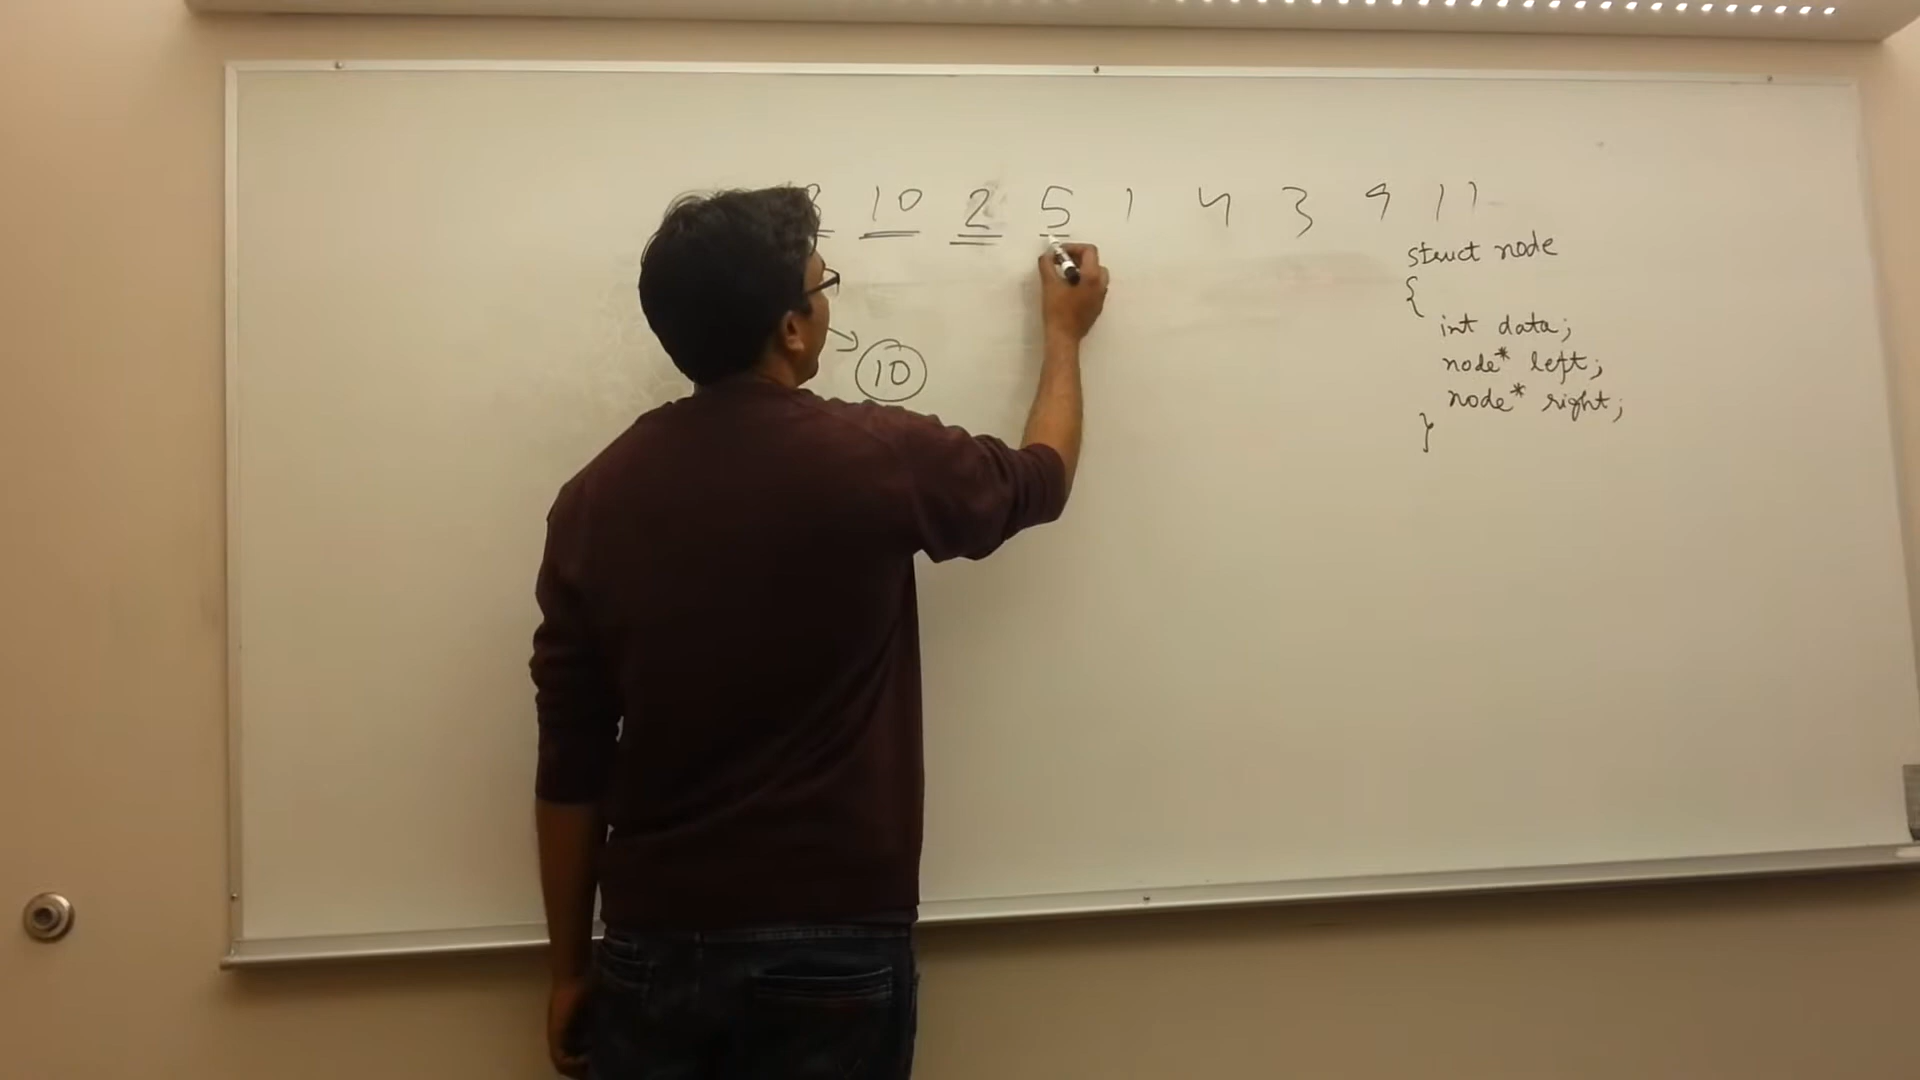 10 2 5 1 4 3 9 11
struct node
{
int data;
node* left;
node* right;
}
10